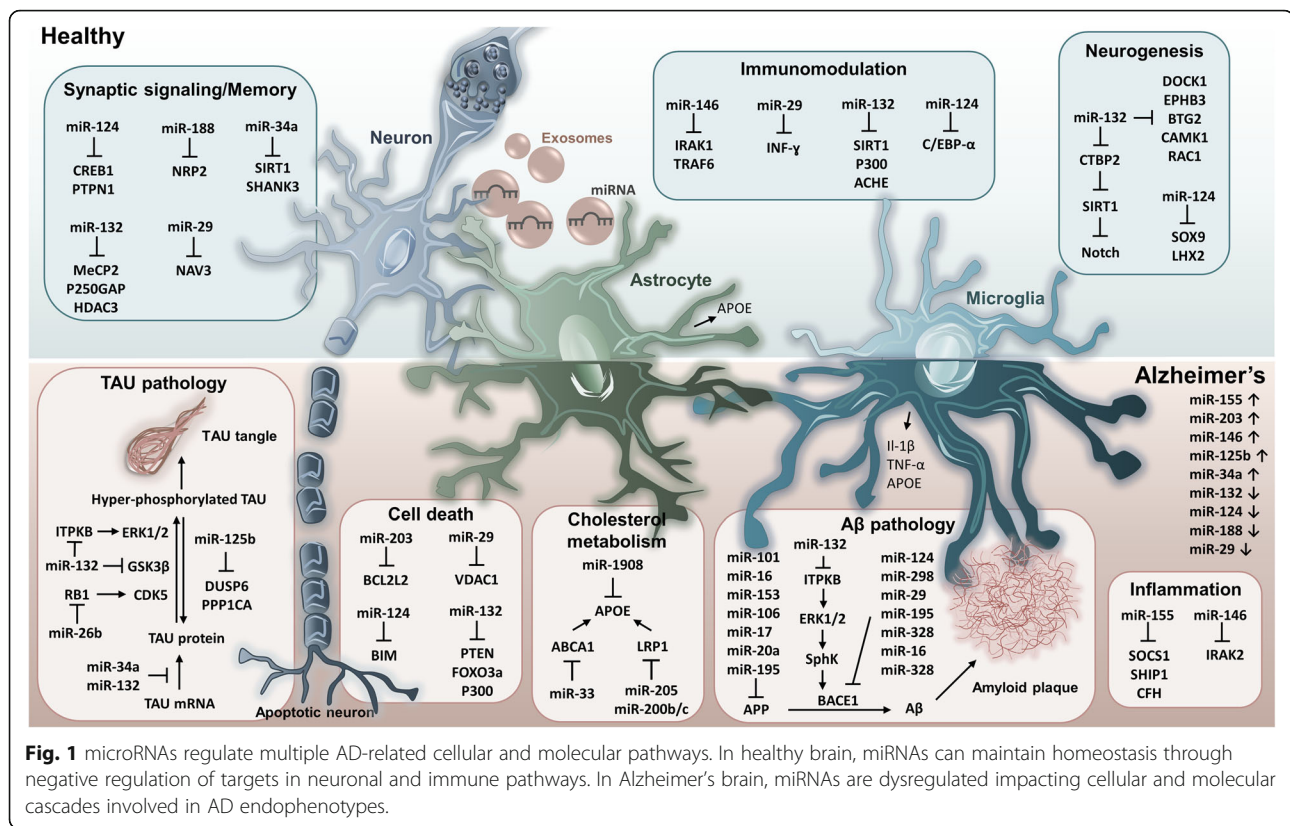 Healthy
Synaptic signaling/Memory
miR-124
CREB1
PTPN1
miR-188
NRP2
miR-34a
SIRT1
SHANK3
miR-132
MeCP2
P250GAP
HDAC3
miR-29
NAV3
Neuron
Exosomes
miRNA
Astrocyte
APOE
Immunomodulation
miR-146
IRAK1
TRAF6
miR-29
INF-ɣ
miR-132
SIRT1
P300
ACHE
miR-124
C/EBP-α
Microglia
Neurogenesis
miR-132
DOCK1
EPHB3
BTG2
CAMK1
RAC1
CTBP2
SIRT1
Notch
miR-124
SOX9
LHX2
TAU pathology
TAU tangle
Hyper-phosphorylated TAU
ITPKB
ERK1/2
miR-132
GSK3β
RB1
CDK5
miR-26b
miR-125b
DUSP6
PPP1CA
TAU protein
miR-34a
miR-132
TAU mRNA
Apoptotic neuron
Cell death
miR-203
BCL2L2
miR-29
VDAC1
miR-124
BIM
miR-132
PTEN
FOXO3a
P300
Cholesterol
metabolism
miR-1908
APOE
ABCA1
LRP1
miR-33
miR-205
miR-200b/c
Il-1β
TNF-α
APOE
Aβ pathology
miR-101
miR-16
miR-153
miR-106
miR-17
miR-20a
miR-195
APP
miR-132
ITPKB
ERK1/2
SphK
BACE1
miR-124
miR-298
miR-29
miR-195
miR-328
miR-16
miR-328
Aβ
Amyloid plaque
Alzheimer's
miR-155 ↑
miR-203 ↑
miR-146 ↑
miR-125b ↑
miR-34a ↑
miR-132 ↓
miR-124 ↓
miR-188 ↓
miR-29 ↓
Inflammation
miR-155
SOCS1
SHIP1
CFH
miR-146
IRAK2
Fig. 1 microRNAs regulate multiple AD-related cellular and molecular pathways. In healthy brain, miRNAs can maintain homeostasis through
negative regulation of targets in neuronal and immune pathways. In Alzheimer's brain, miRNAs are dysregulated impacting cellular and molecular
cascades involved in AD endophenotypes.